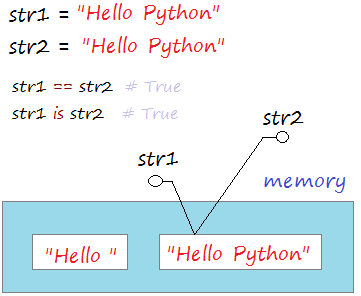 str1 = "Hello Python"
str2 = "Hello Python"
str1 == str2 # True
str1 is str2 # True
str2
str1
memory
"Hello "
"Hello Python"